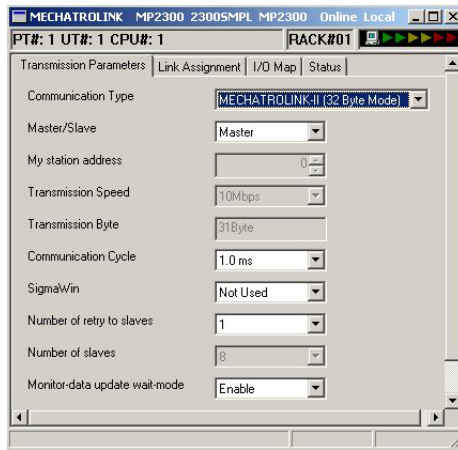 MECHATROLINK MP2300 2300SMPL MP2300 Online Local
PT#: 1 UT#: 1 CPU#: 1 RACK#01
Transmission Parameters Link Assignment I/O Map Status
Communication Type MECHATROLINK-II (32 Byte Mode)
Master/Slave Master
My station address 0
Transmission Speed 10Mbps
Transmission Byte 31Byte
Communication Cycle 1.0 ms
SigmaWin Not Used
Number of retry to slaves 1
Number of slaves 8
Monitor-data update wait-mode Enable